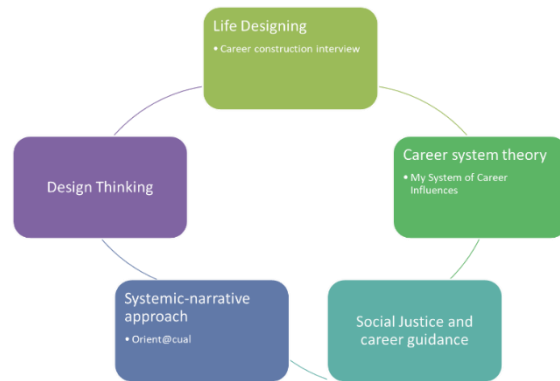 Life Designing
• Career construction interview
Career system theory
• My System of Career
Influences
Social Justice and
career guidance
Systemic-narrative
approach
• Orient@cual
Design Thinking